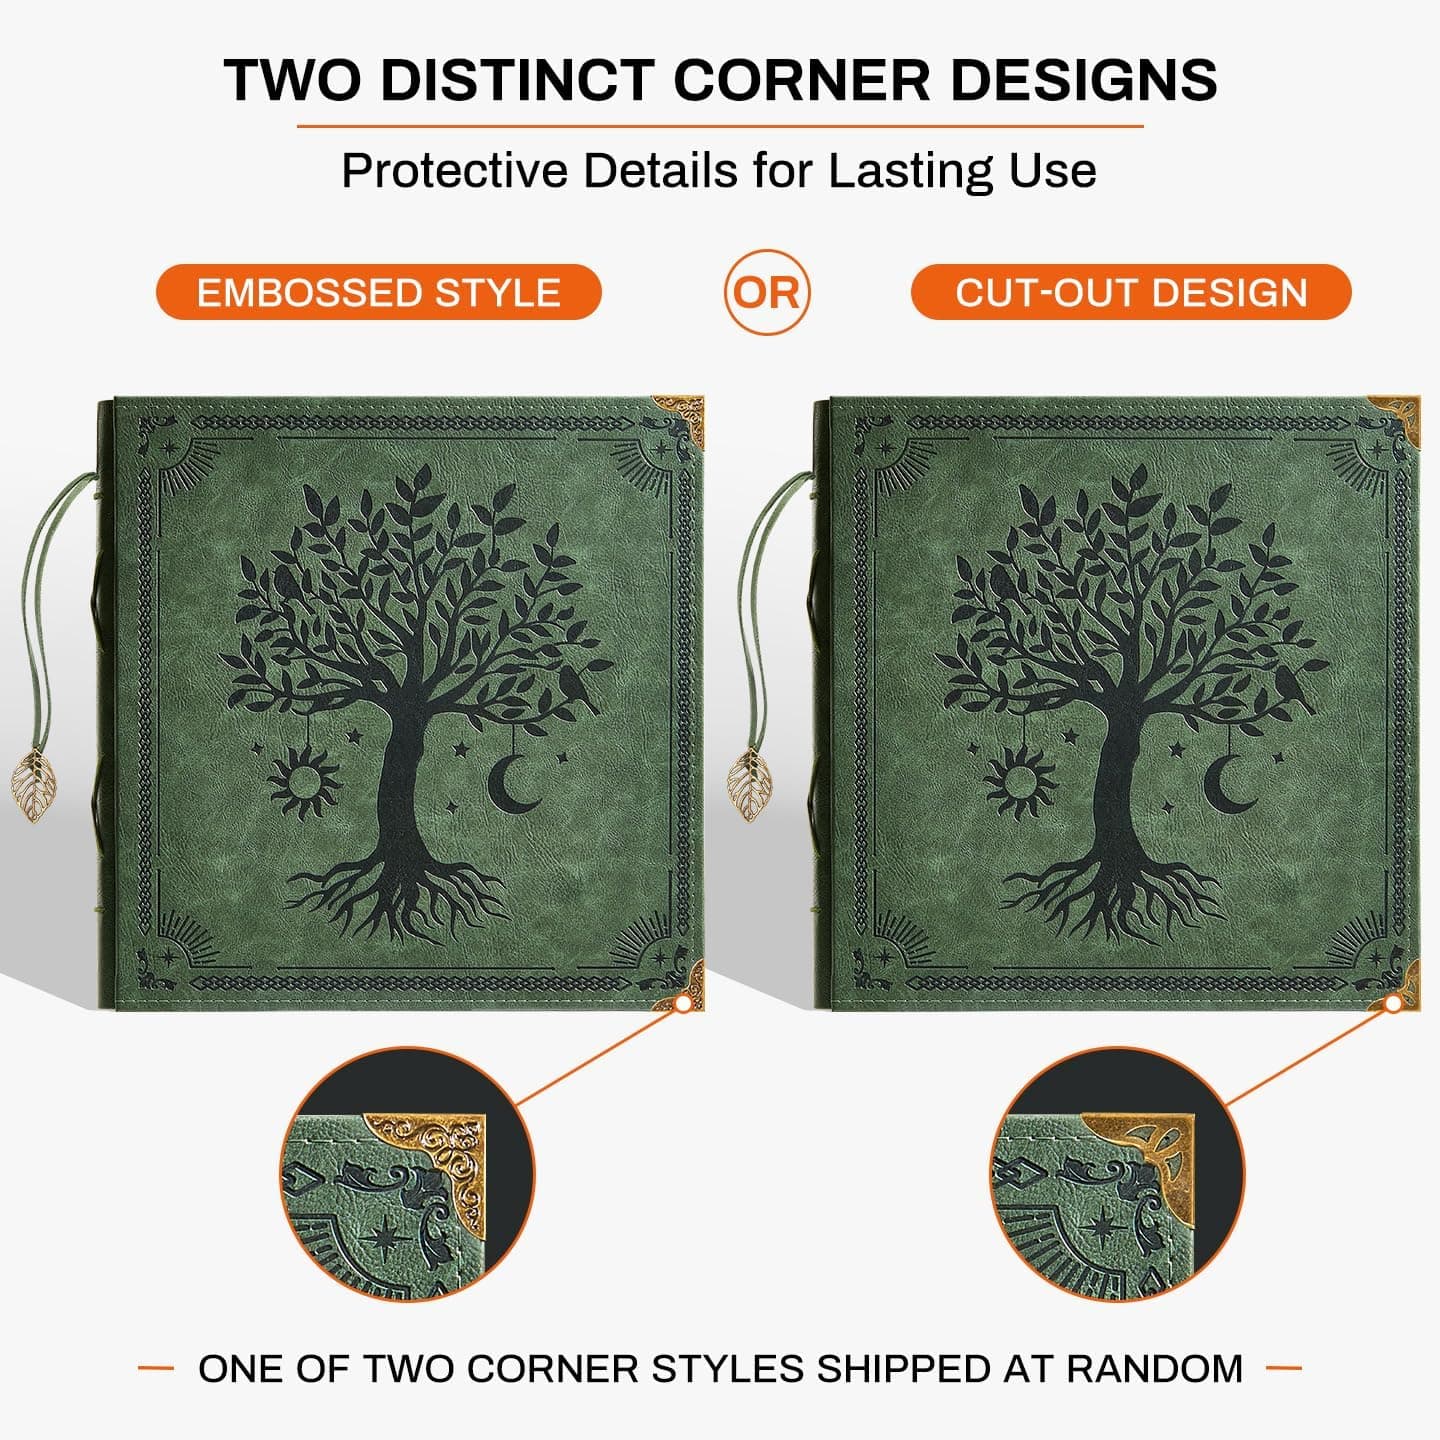 TWO DISTINCT CORNER DESIGNS
Protective Details for Lasting Use
EMBOSSED STYLE
OR
CUT-OUT DESIGN
ONE OF TWO CORNER STYLES SHIPPED AT RANDOM